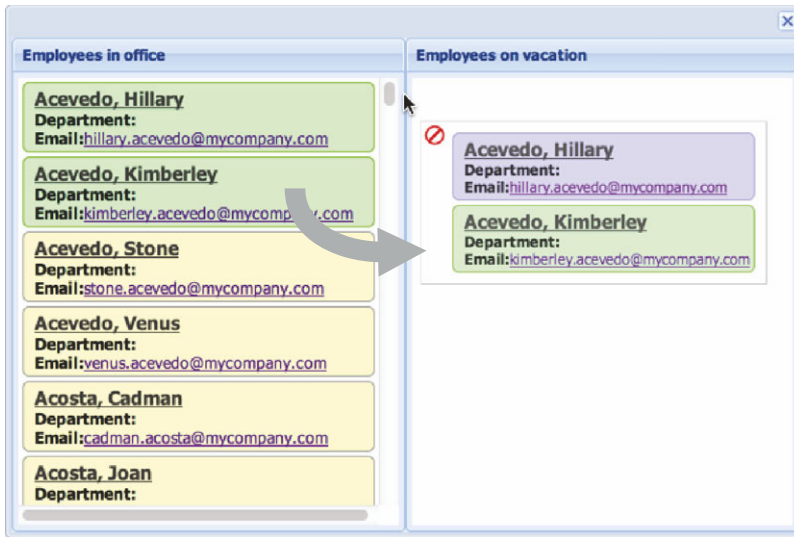 Employees in office
Employees on vacation
Acevedo, Hillary
Department:
Email:hillary.acevedo@mycompany.com
Acevedo, Kimberley
Department:
Email:kimberley.acevedo@mycompany.com
Acevedo, Stone
Department:
Email:stone.acevedo@mycompany.com
Acevedo, Venus
Department:
Email:venus.acevedo@mycompany.com
Acosta, Cadman
Department:
Email:cadman.acosta@mycompany.com
Acosta, Joan
Department:
Acevedo, Hillary
Department:
Email:hillary.acevedo@mycompany.com
Acevedo, Kimberley
Department:
Email:kimberley.acevedo@mycompany.com